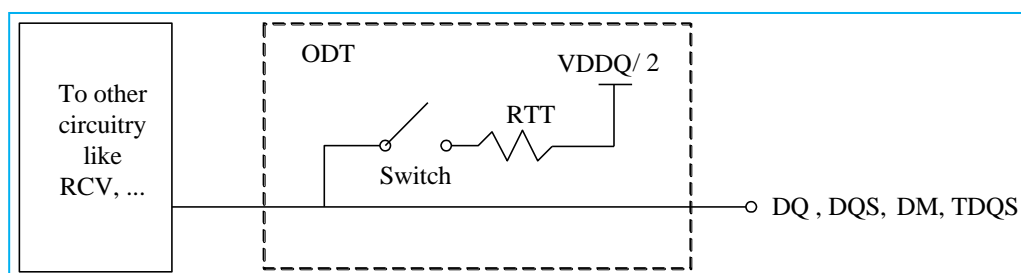 ODT
VDDQ/ 2
To other
circuitry
like
RCV, ...
RTT
Switch
DQ , DQS, DM, TDQS